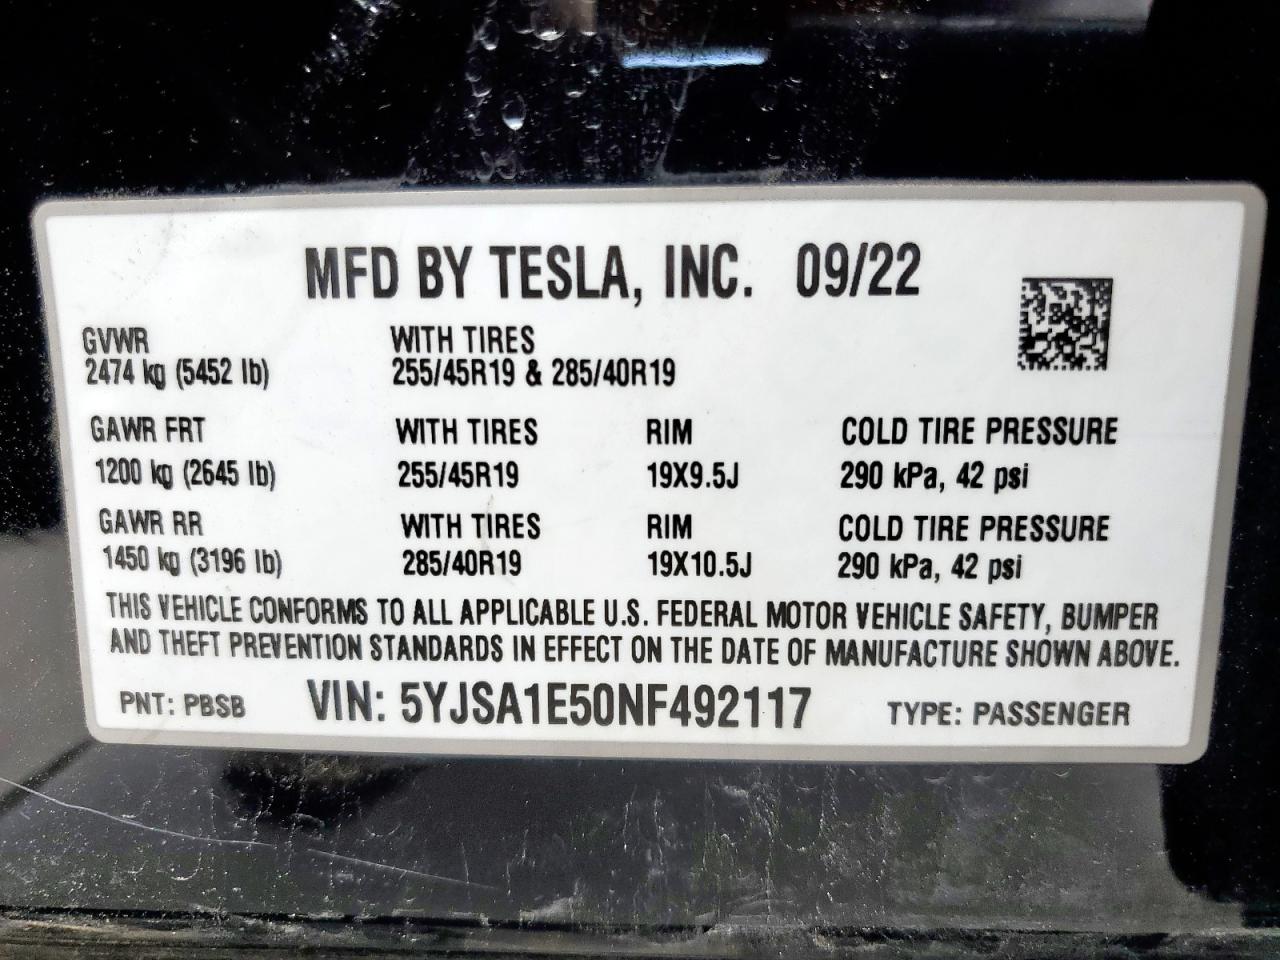 MFD BY TESLA, INC. 09/22
GVWR WITH TIRES
2474 kg (5452 lb) 255/45R19 & 285/40R19
GAWR FRT WITH TIRES RIM COLD TIRE PRESSURE
1200 kg (2645 lb) 255/45R19 19X9.5J 290 kPa, 42 psi
GAWR RR WITH TIRES RIM COLD TIRE PRESSURE
1450 kg (3196 lb) 285/40R19 19X10.5J 290 kPa, 42 psi
THIS VEHICLE CONFORMS TO ALL APPLICABLE U.S. FEDERAL MOTOR VEHICLE SAFETY, BUMPER
AND THEFT PREVENTION STANDARDS IN EFFECT ON THE DATE OF MANUFACTURE SHOWN ABOVE.
PNT: PBSB VIN: 5YJSA1E50NF492117 TYPE: PASSENGER